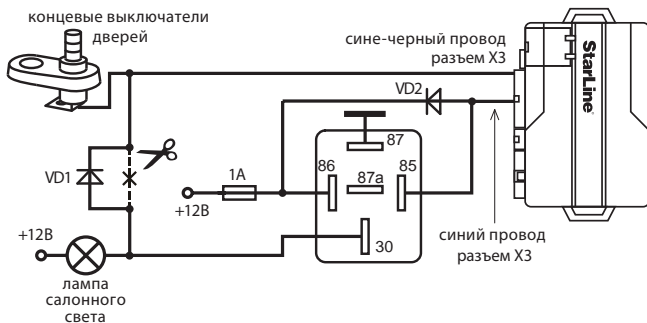 концевые выключатели
дверей
сине-черный провод
разъем X3
StarLine
VD2
87
1A
86
87a
85
VD1
+12В
+12В
30
синий провод
разъем X3
лампа
салонного
света